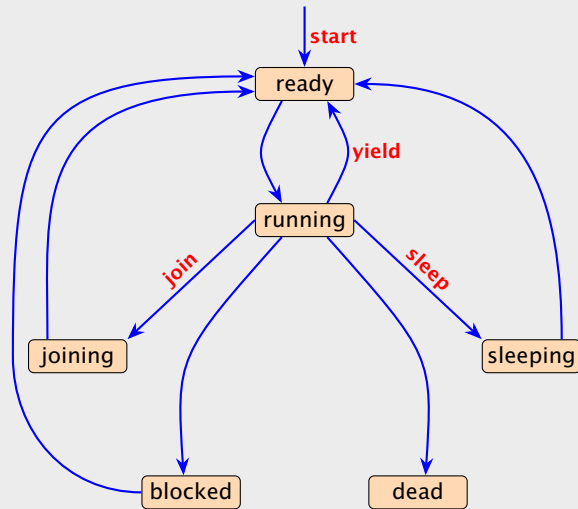 start
ready
yield
running
join
sleep
joining
sleeping
blocked
dead